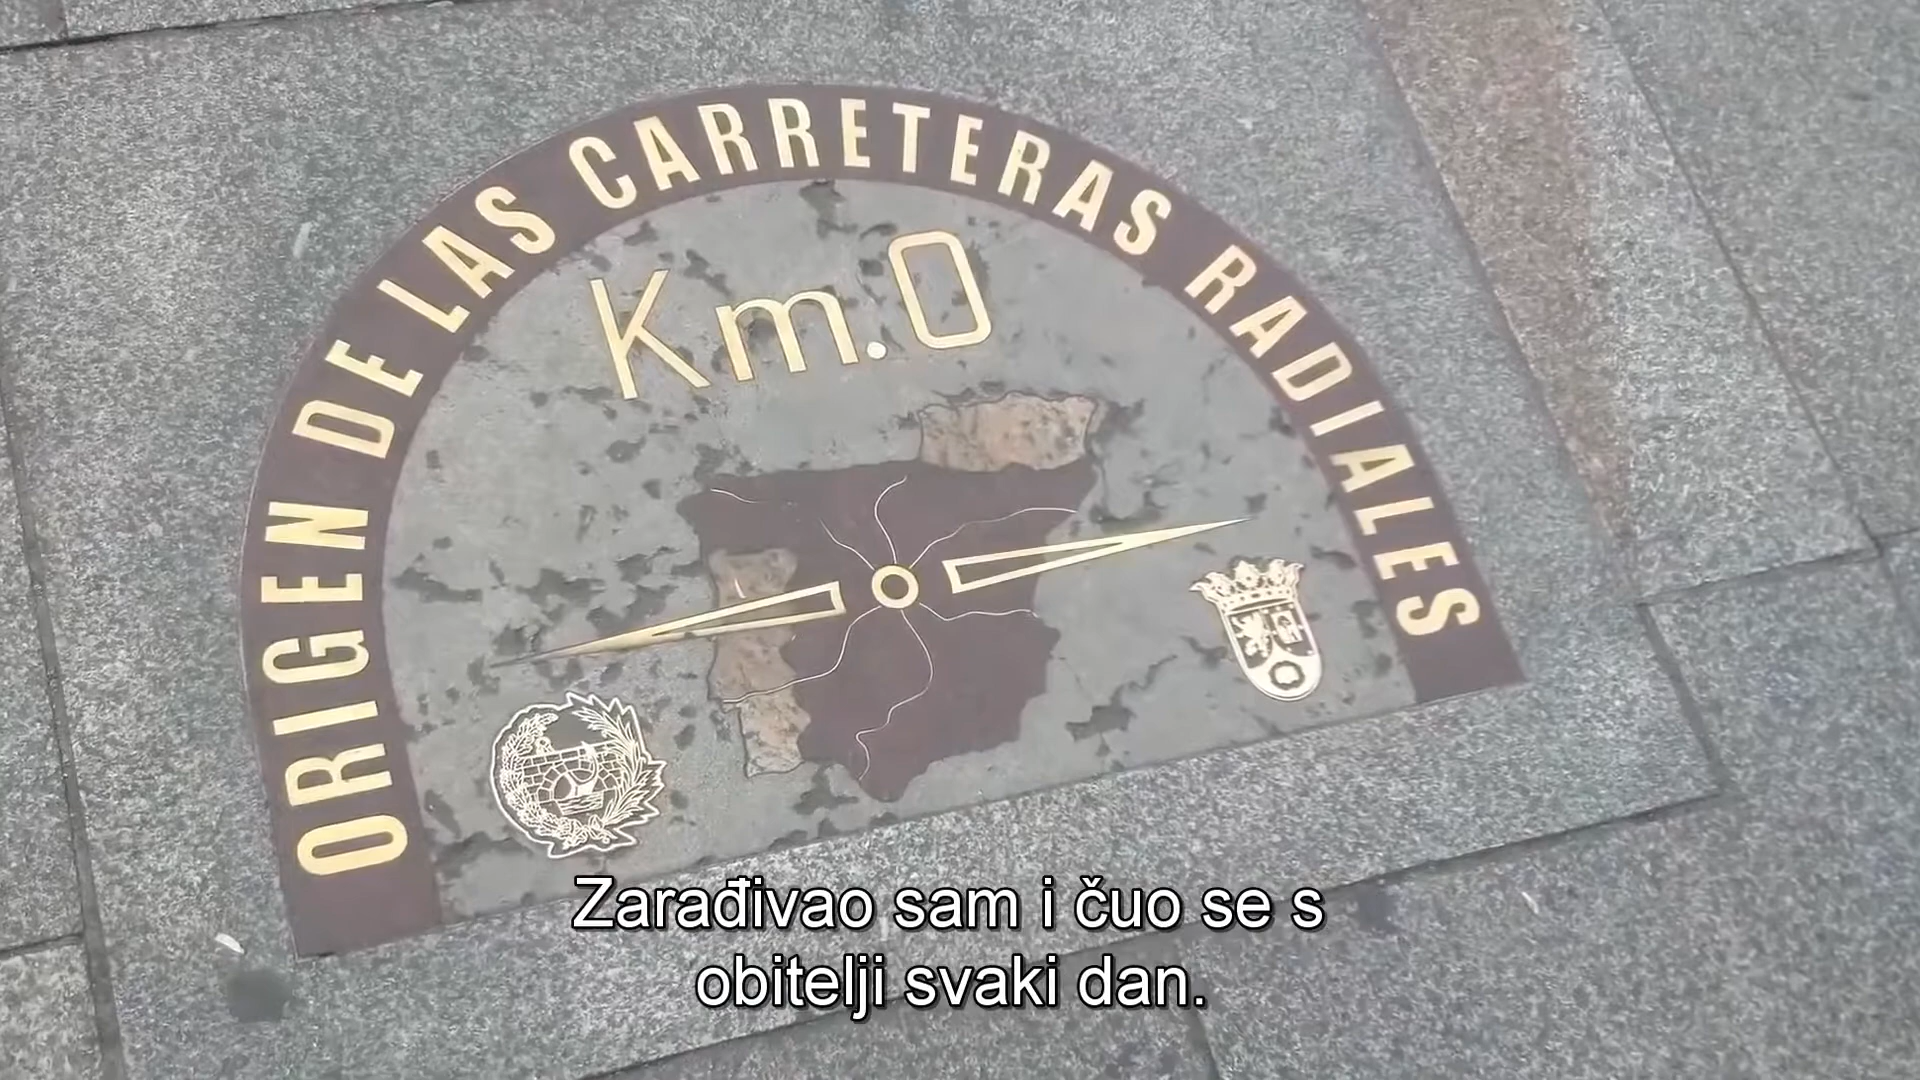 ORIGEN DE LAS CARRETERAS RADIALES
Km.0
Zarađivao sam i čuo se s
obitelji svaki dan.